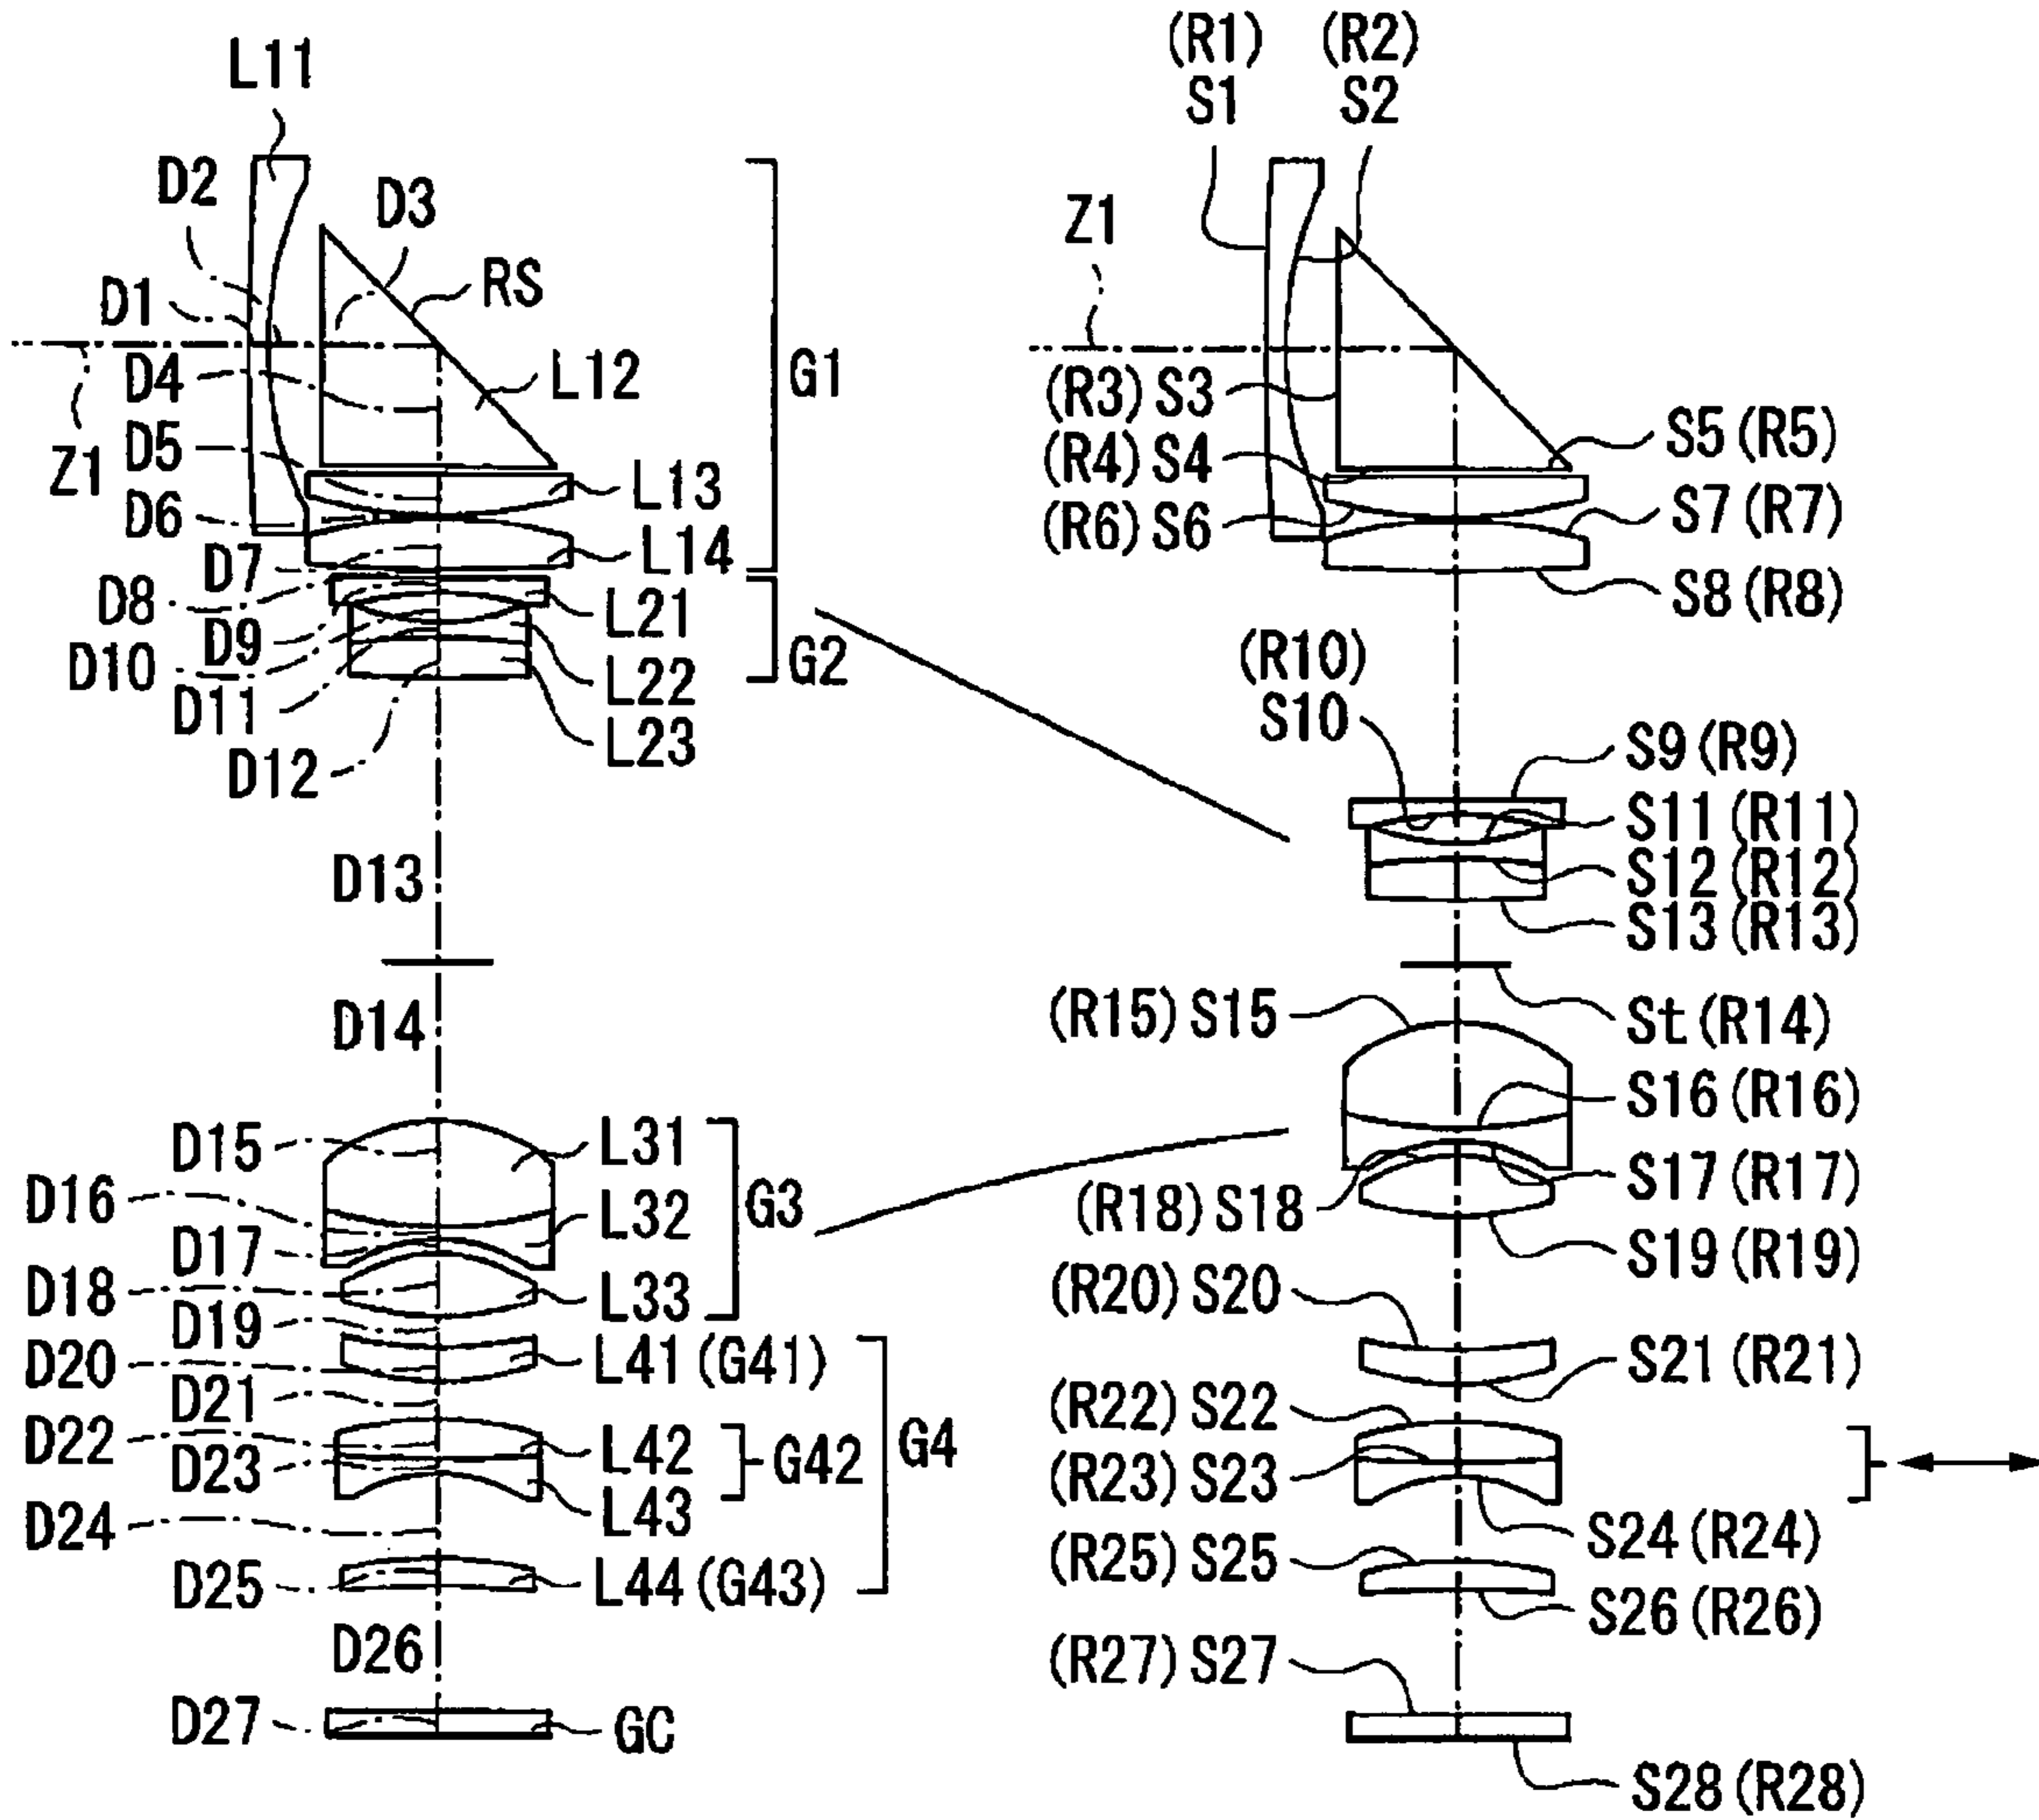 L11
D2
D3
RS
D1
D4
L12
G1
Z1
D5
L13
D6
L14
D7
D8
L21
D9
D10
L22
G2
D11
L23
D12
D13
D14
D15
L31
D16
L32
G3
D17
D18
L33
D19
D20
L41 (G41)
D21
D22
L42
G42
G4
D23
L43
D24
D25
L44 (G43)
D26
D27
GC
(R1) (R2)
S1 S2
Z1
(R3) S3
(R4) S4
S5 (R5)
(R6) S6
S7 (R7)
S8 (R8)
(R10)
S10
S9 (R9)
S11 (R11)
S12 (R12)
S13 (R13)
St (R14)
(R15) S15
S16 (R16)
S17 (R17)
(R18) S18
S19 (R19)
(R20) S20
S21 (R21)
(R22) S22
(R23) S23
S24 (R24)
(R25) S25
S26 (R26)
(R27) S27
S28 (R28)